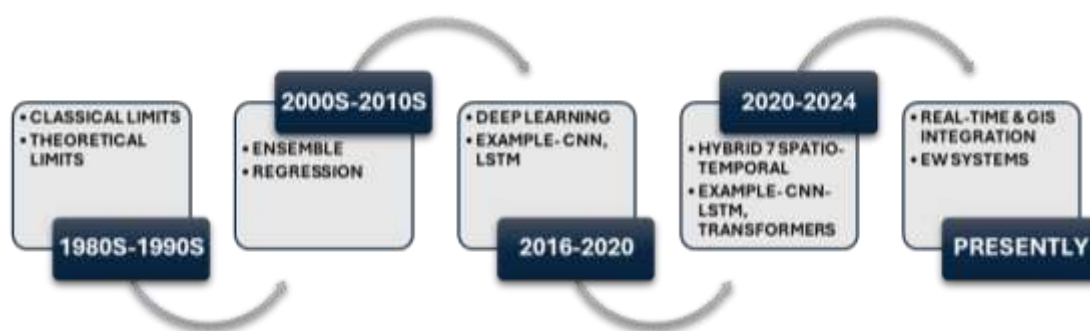 • CLASSICAL LIMITS
• THEORETICAL
LIMITS
1980S-1990S
2000S-2010S
• ENSEMBLE
• REGRESSION
• DEEP LEARNING
• EXAMPLE- CNN,
LSTM
2016-2020
2020-2024
• HYBRID 7 SPATIO-
TEMPORAL
• EXAMPLE- CNN-
LSTM,
TRANSFORMERS
• REAL-TIME & GIS
INTEGRATION
• EW SYSTEMS
PRESENTLY